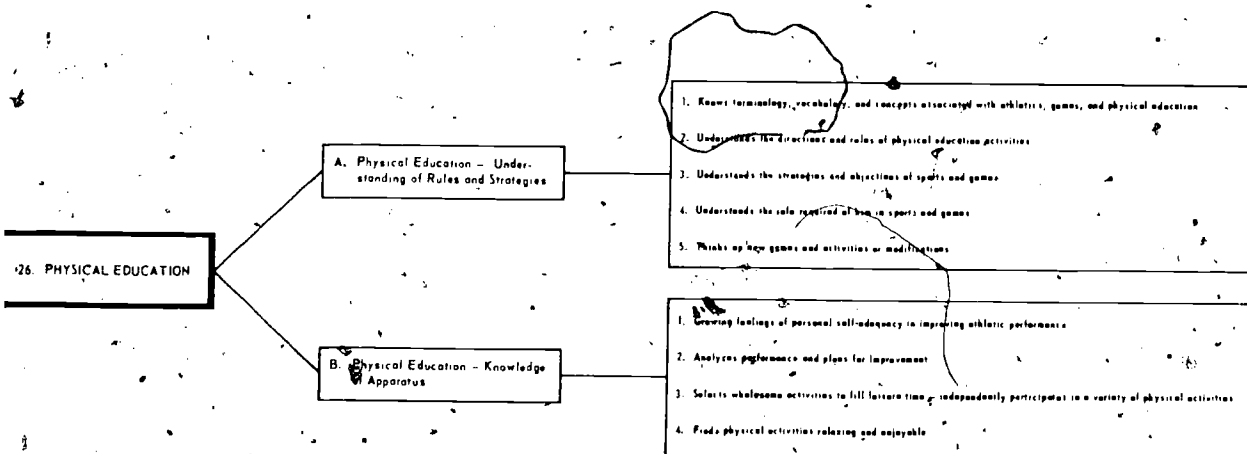 26. PHYSICAL EDUCATION
A. Physical Education – Under-
standing of Rules and Strategies
1. Knows terminology, vocabulary, and concepts associated with athletics, games, and physical education
2. Understands the directions and rules of physical education activities
3. Understands the strategies and objectives of sports and games
4. Understands the role required of him in sports and games
5. Thinks up new games and activities or modifications
B. Physical Education – Knowledge
of Apparatus
1. Growing feelings of personal self-adequacy in improving athletic performance
2. Analyzes performance and plans for improvement
3. Selects wholesome activities to fill leisure time – independently participates in a variety of physical activities
4. Finds physical activities relaxing and enjoyable